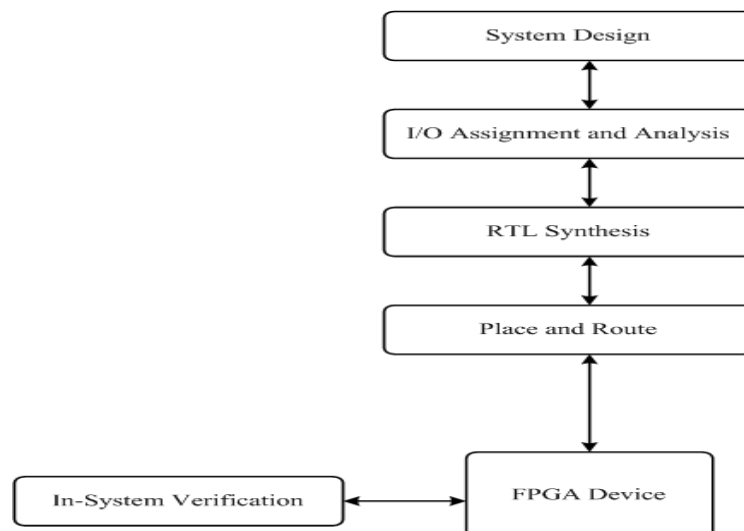 System Design
I/O Assignment and Analysis
RTL Synthesis
Place and Route
In-System Verification
FPGA Device